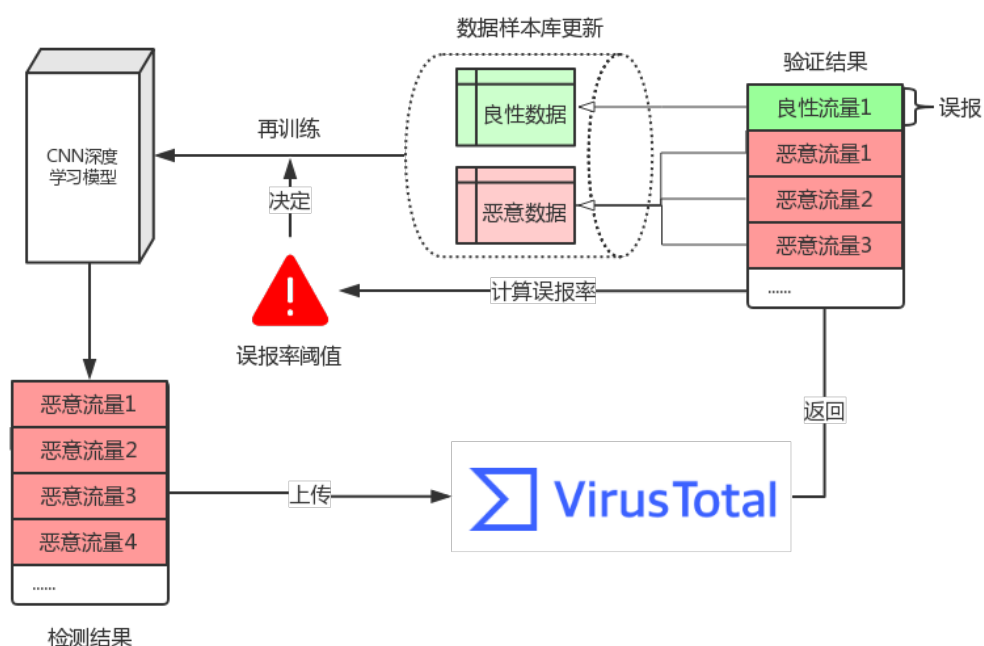 数据样本库更新
验证结果
良性流量1
误报
恶意流量1
恶意流量2
恶意流量3
......
良性数据
恶意数据
再训练
决定
CNN深度
学习模型
计算误报率
误报率阈值
返回
恶意流量1
恶意流量2
恶意流量3
恶意流量4
......
检测结果
上传
VirusTotal